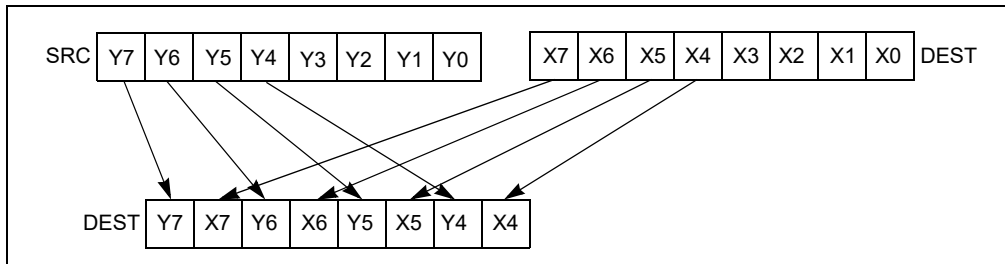 SRC Y7 Y6 Y5 Y4 Y3 Y2 Y1 Y0 X7 X6 X5 X4 X3 X2 X1 X0 DEST
DEST Y7 X7 Y6 X6 Y5 X5 Y4 X4